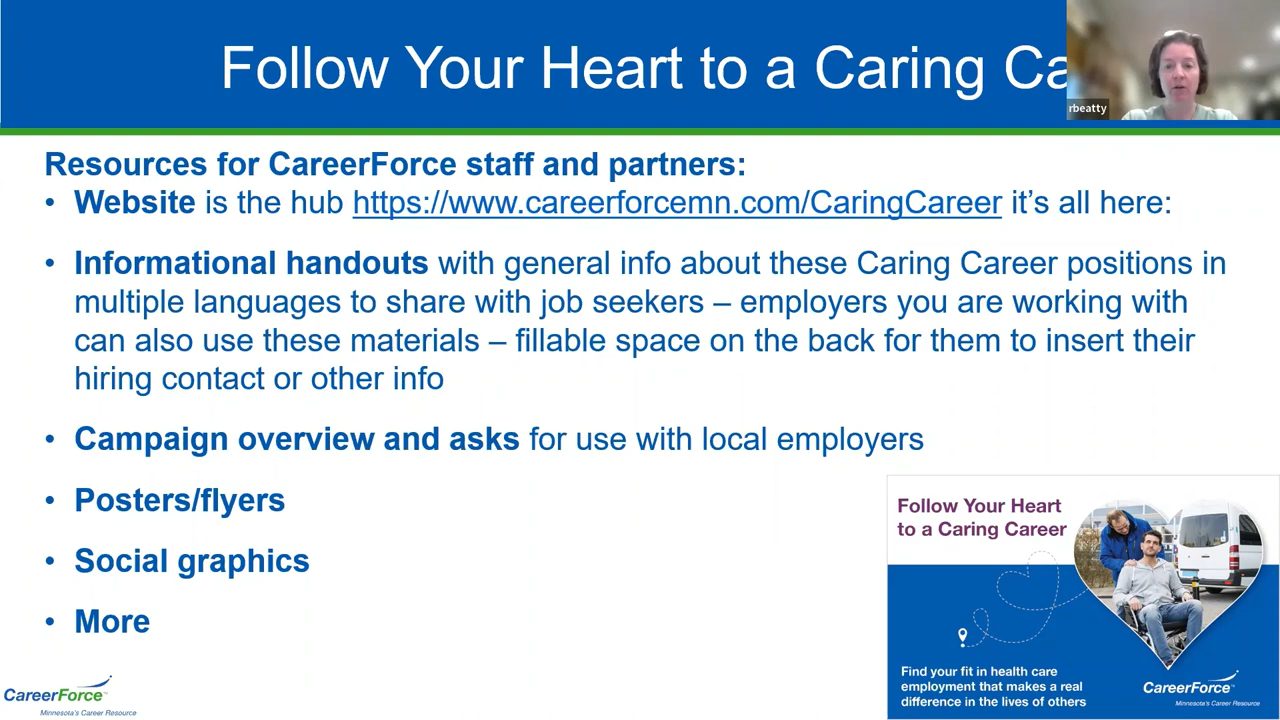 Follow Your Heart to a Caring Ca
rbeatty
Resources for CareerForce staff and partners:
• Website is the hub https://www.careerforcemn.com/CaringCareer it’s all here:
• Informational handouts with general info about these Caring Career positions in
multiple languages to share with job seekers – employers you are working with
can also use these materials – fillable space on the back for them to insert their
hiring contact or other info
• Campaign overview and asks for use with local employers
• Posters/flyers
• Social graphics
• More
Follow Your Heart
to a Caring Career
Find your fit in health care
employment that makes a real
difference in the lives of others
CareerForce™
Minnesota's Career Resource
CareerForce™
Minnesota's Career Resource